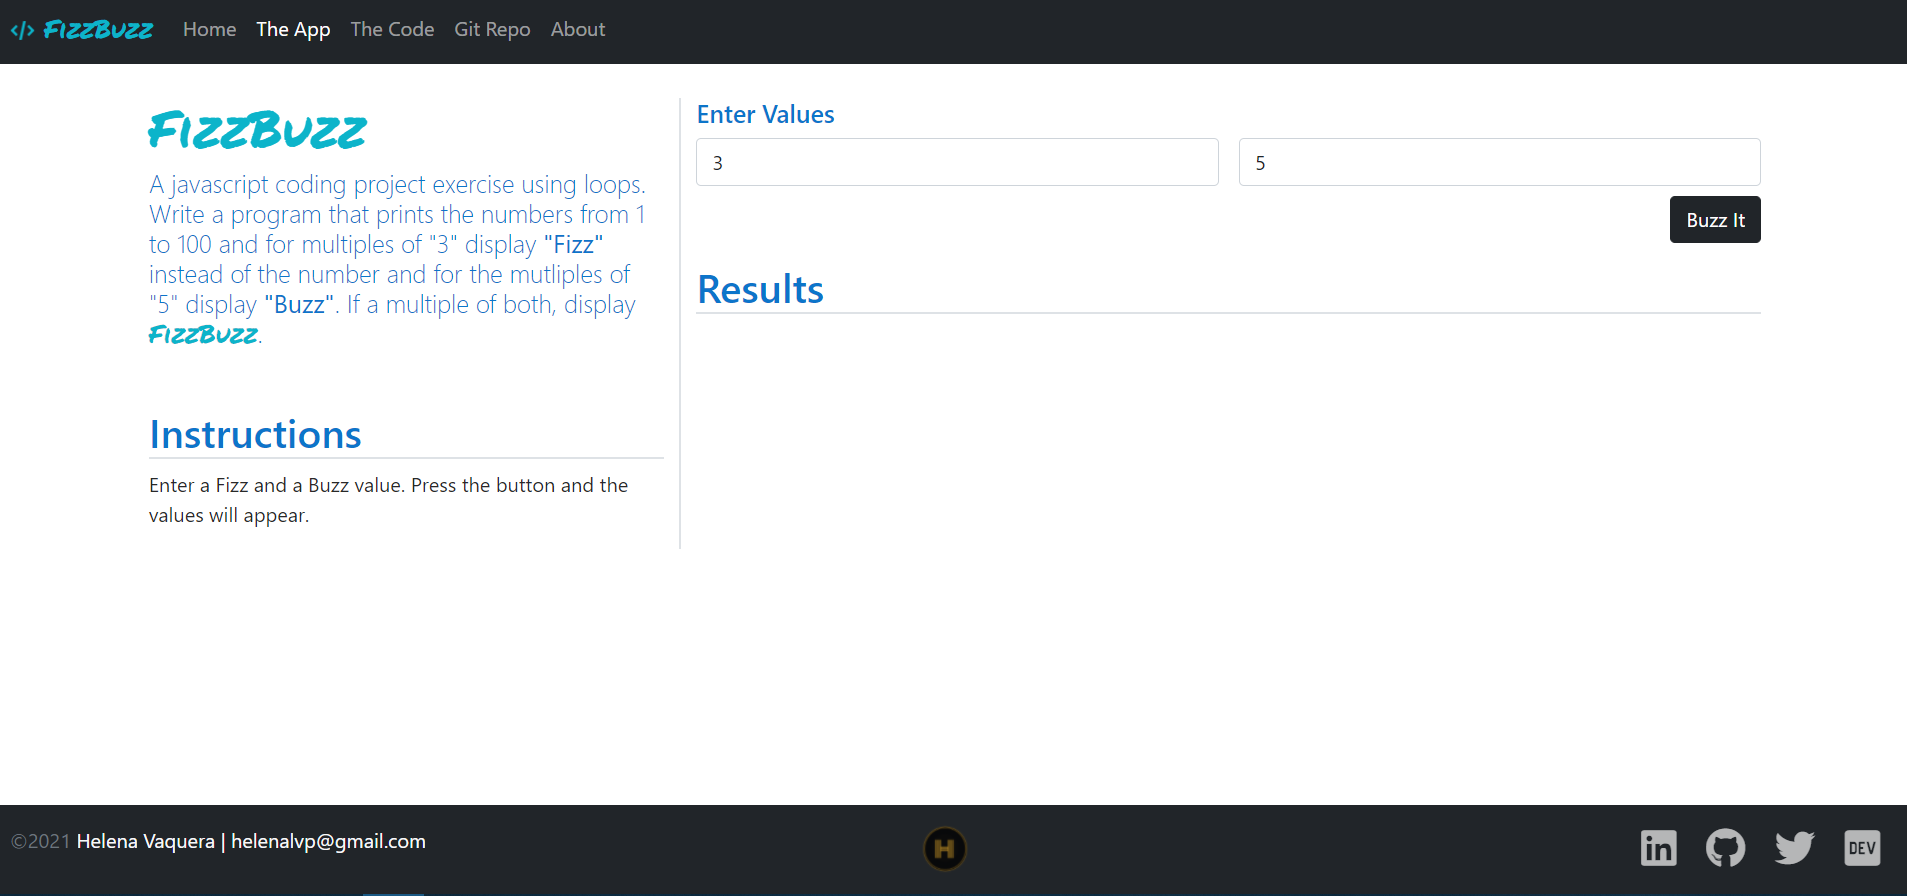 </> FizzBuzz Home The App The Code Git Repo About
FizzBuzz
A javascript coding project exercise using loops.
Write a program that prints the numbers from 1
to 100 and for multiples of "3" display "Fizz"
instead of the number and for the mutliples of
"5" display "Buzz". If a multiple of both, display
FizzBuzz.
Instructions
Enter a Fizz and a Buzz value. Press the button and the
values will appear.
Enter Values
3 5
Buzz It
Results
©2021 Helena Vaquera | helenalvp@gmail.com
H
in
DEV